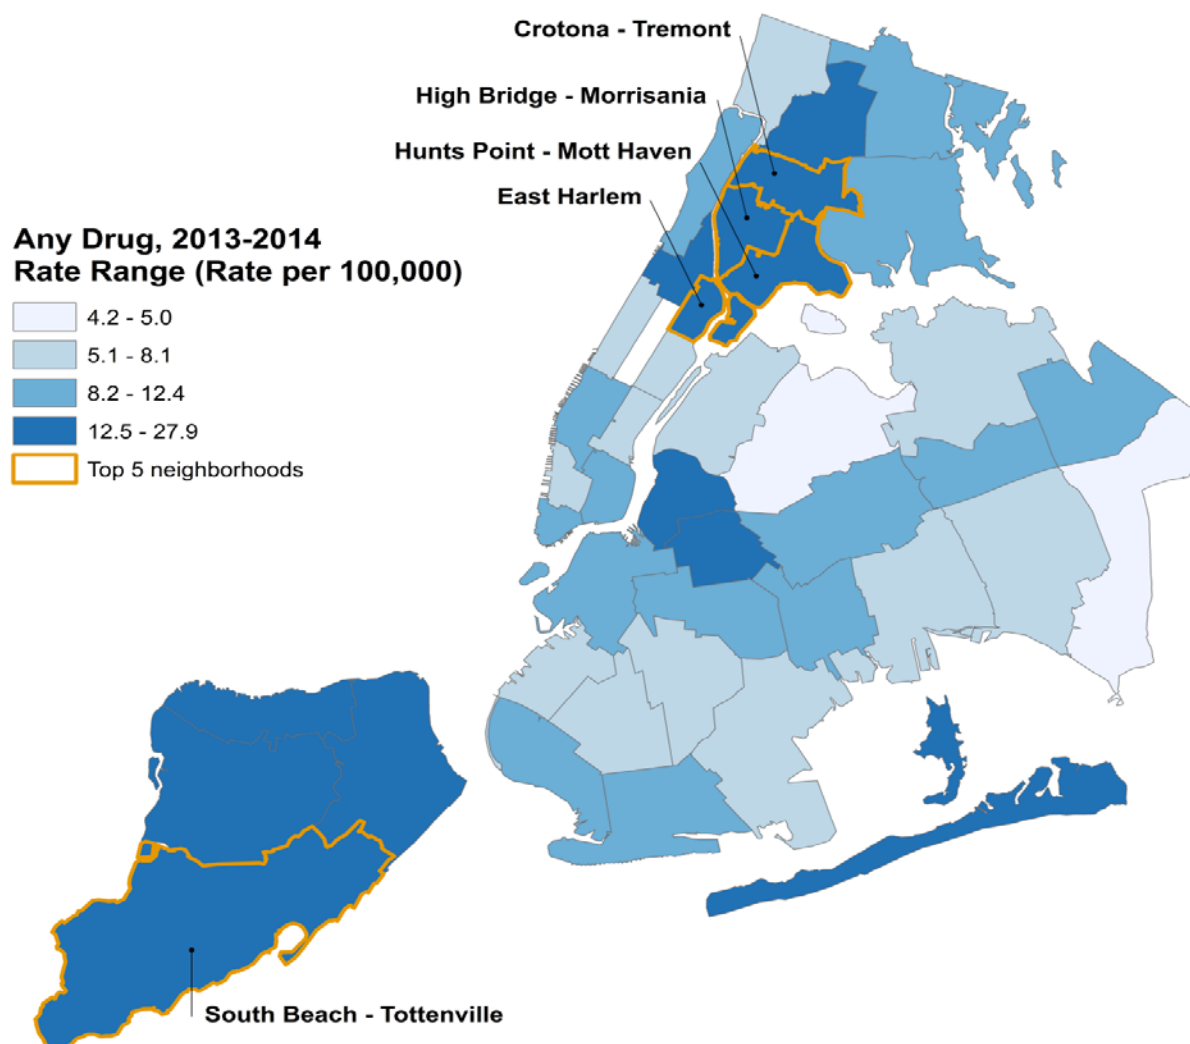 Crotona - Tremont
High Bridge - Morrisania
Hunts Point - Mott Haven
East Harlem
Any Drug, 2013-2014
Rate Range (Rate per 100,000)
4.2 - 5.0
5.1 - 8.1
8.2 - 12.4
12.5 - 27.9
Top 5 neighborhoods
South Beach - Tottenville